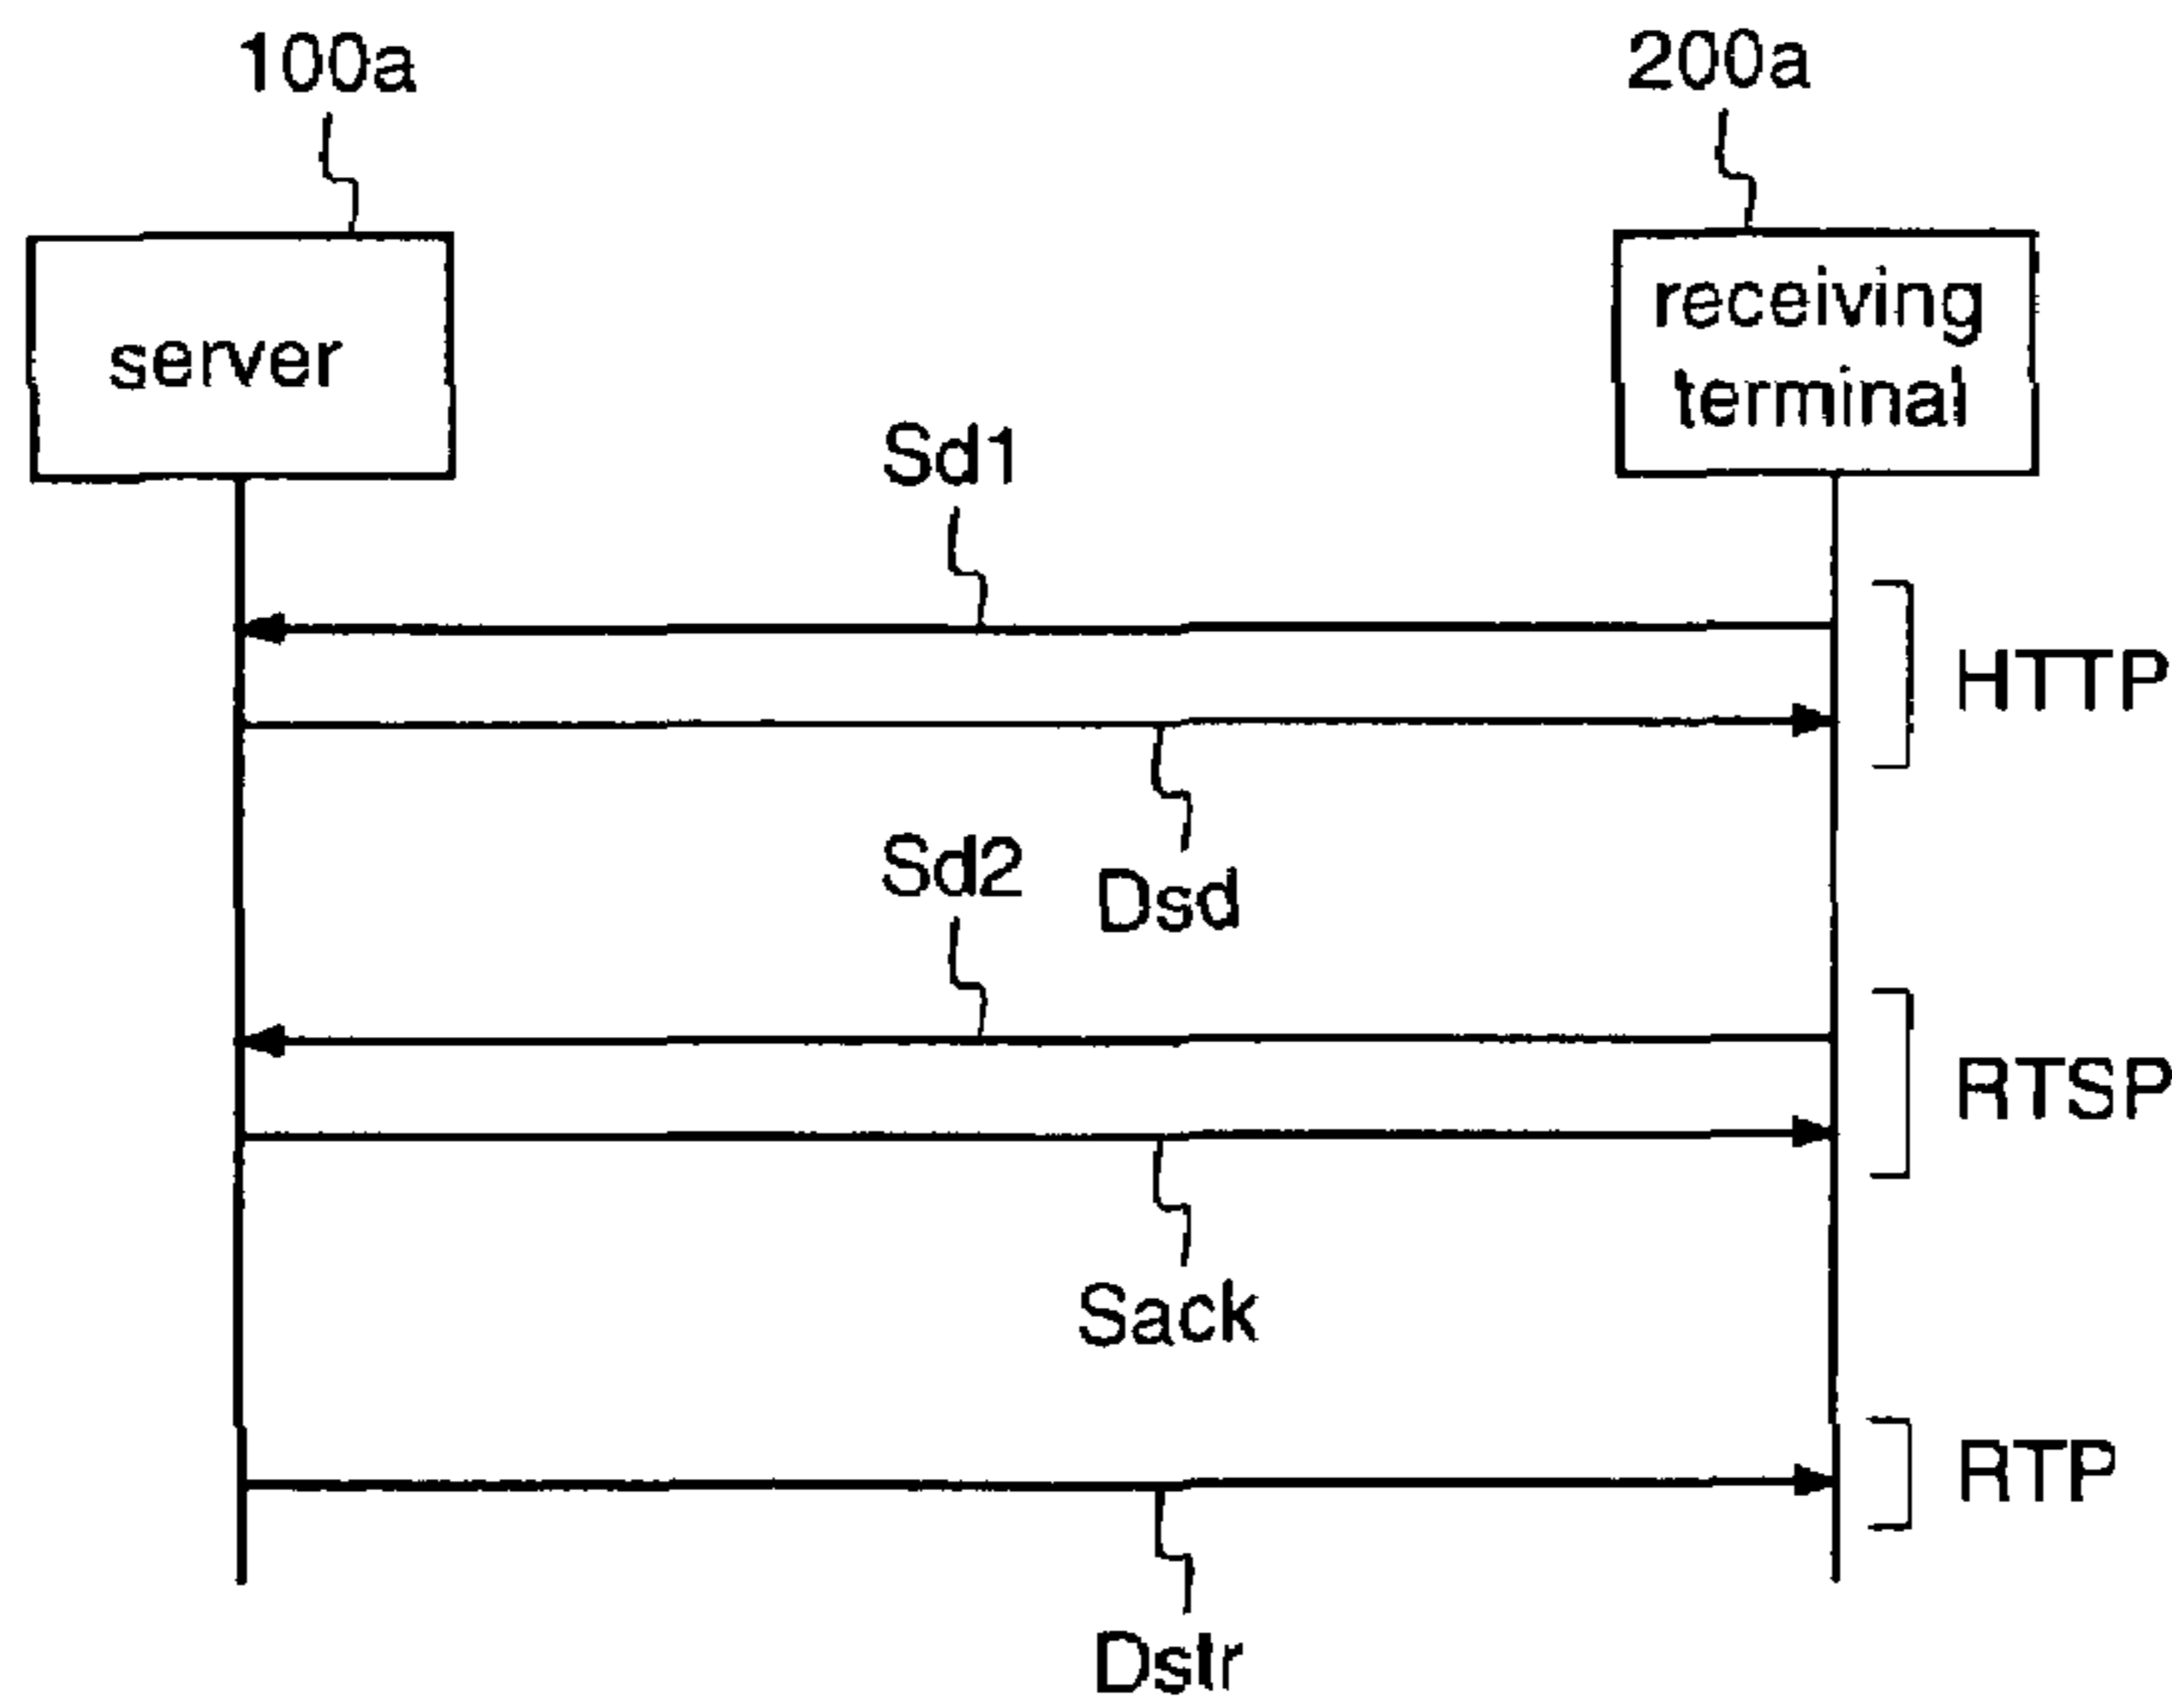 100a
200a
server
receiving
terminal
Sd1
HTTP
Dsd
Sd2
RTSP
Sack
RTP
Dstr